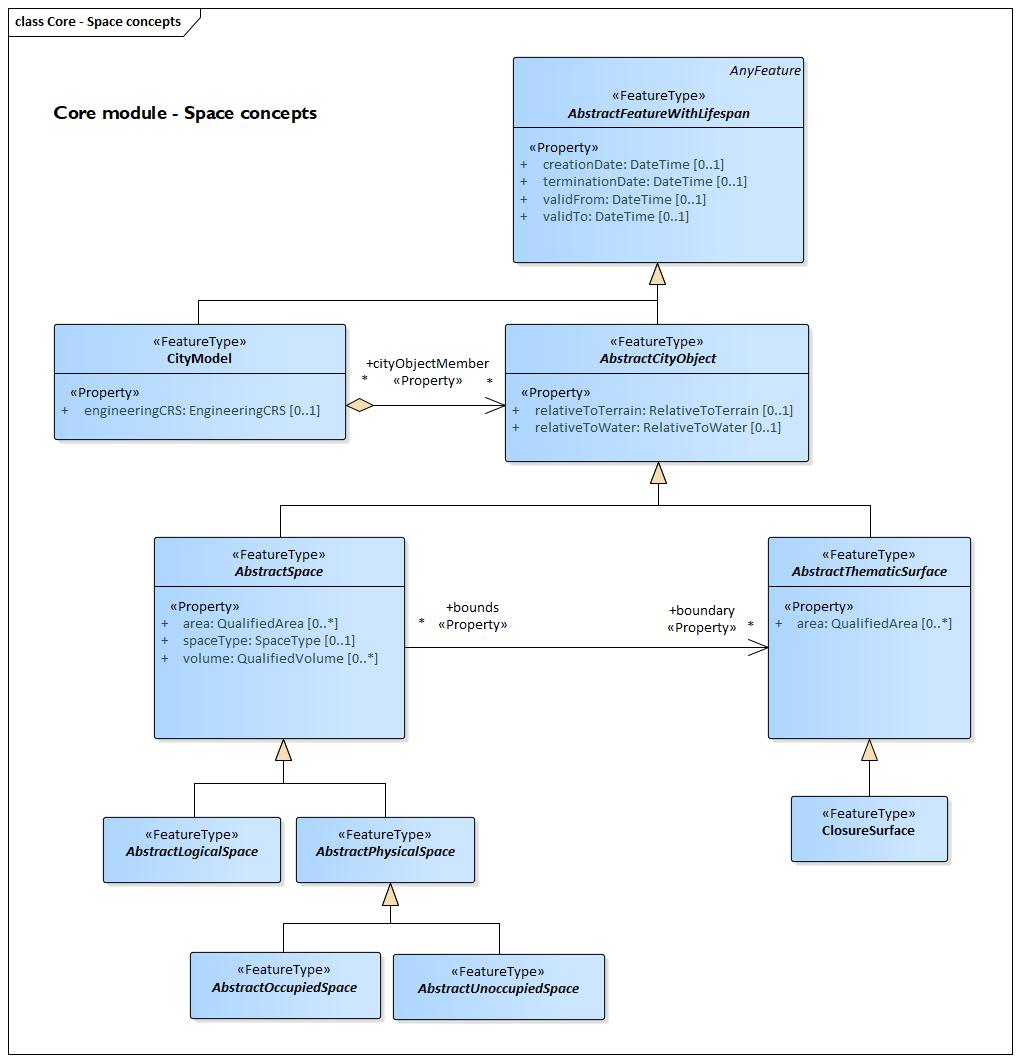 class Core - Space concepts
Core module - Space concepts
AnyFeature
«FeatureType»
AbstractFeatureWithLifespan
«Property»
+ creationDate: DateTime [0..1]
+ terminationDate: DateTime [0..1]
+ validFrom: DateTime [0..1]
+ validTo: DateTime [0..1]
«FeatureType»
CityModel
«Property»
+ engineeringCRS: EngineeringCRS [0..1]
+cityObjectMember
* «Property» *
«FeatureType»
AbstractCityObject
«Property»
+ relativeToTerrain: RelativeToTerrain [0..1]
+ relativeToWater: RelativeToWater [0..1]
«FeatureType»
AbstractSpace
«Property»
+ area: QualifiedArea [0..*]
+ spaceType: SpaceType [0..1]
+ volume: QualifiedVolume [0..*]
+bounds
* «Property»
+boundary
«Property» *
«FeatureType»
AbstractThematicSurface
«Property»
+ area: QualifiedArea [0..*]
«FeatureType»
AbstractLogicalSpace
«FeatureType»
AbstractPhysicalSpace
«FeatureType»
ClosureSurface
«FeatureType»
AbstractOccupiedSpace
«FeatureType»
AbstractUnoccupiedSpace